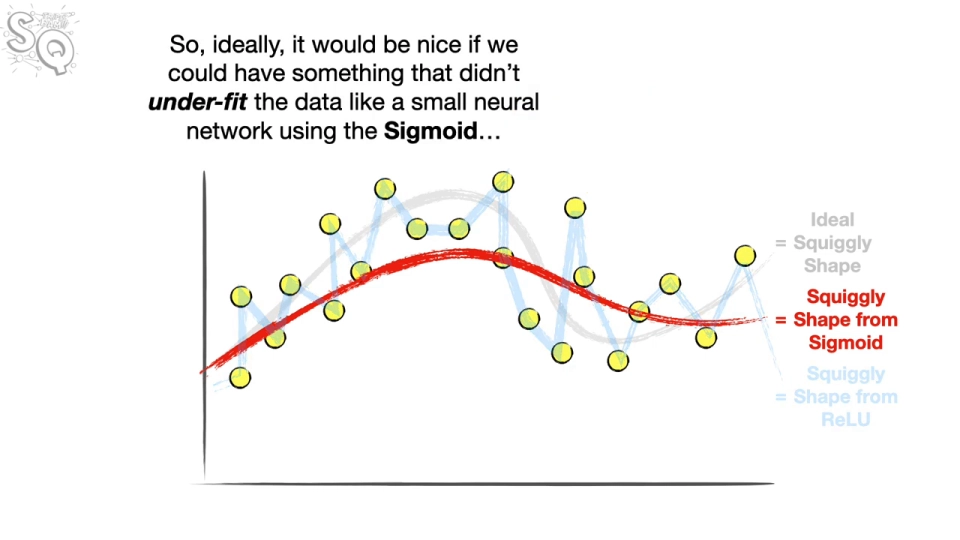 SQ
So, ideally, it would be nice if we
could have something that didn’t
under-fit the data like a small neural
network using the Sigmoid…
Ideal
= Squiggly
Shape
Squiggly
= Shape from
Sigmoid
Squiggly
= Shape from
ReLU